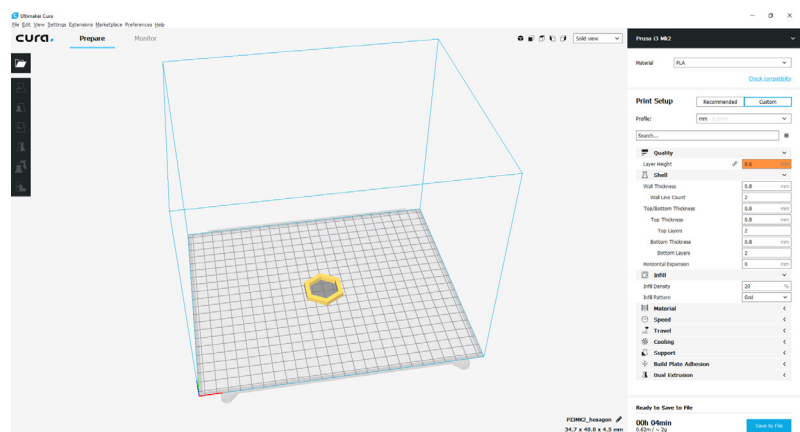 Ultimaker Cura
File Edit View Settings Extensions Marketplace Preferences Help
cura. Prepare Monitor Solid view
Prusa i3 Mk2
Material PLA
Check compatibility
Print Setup Recommended Custom
Profile: mm
Search...
Quality
Layer Height 0.6 mm
Shell
Wall Thickness 0.8 mm
Wall Line Count 2
Top/Bottom Thickness 0.8 mm
Top Thickness 0.8 mm
Top Layers 2
Bottom Thickness 0.8 mm
Bottom Layers 2
Horizontal Expansion 0 mm
Infill
Infill Density 20 %
Infill Pattern Grid
Material
Speed
Travel
Cooling
Support
Build Plate Adhesion
Dual Extrusion
Ready to Save to File
PI3MK2_hexagon
34.7 x 40.0 x 4.5 mm
00h 04min
0.62m / ~ 2g
Save to File